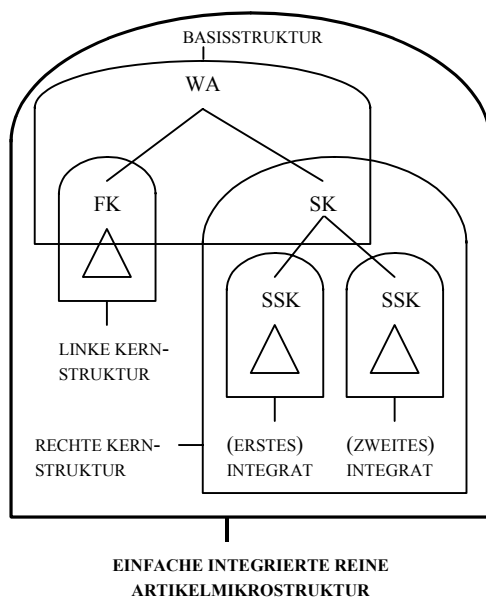 BASISSTRUKTUR
WA
FK
SK
SSK
SSK
LINKE KERN-
STRUKTUR
RECHTE KERN-
STRUKTUR
(ERSTES)
INTEGRAT
(ZWEITES)
INTEGRAT
EINFACHE INTEGRIERTE REINE
ARTIKELMIKROSTRUKTUR